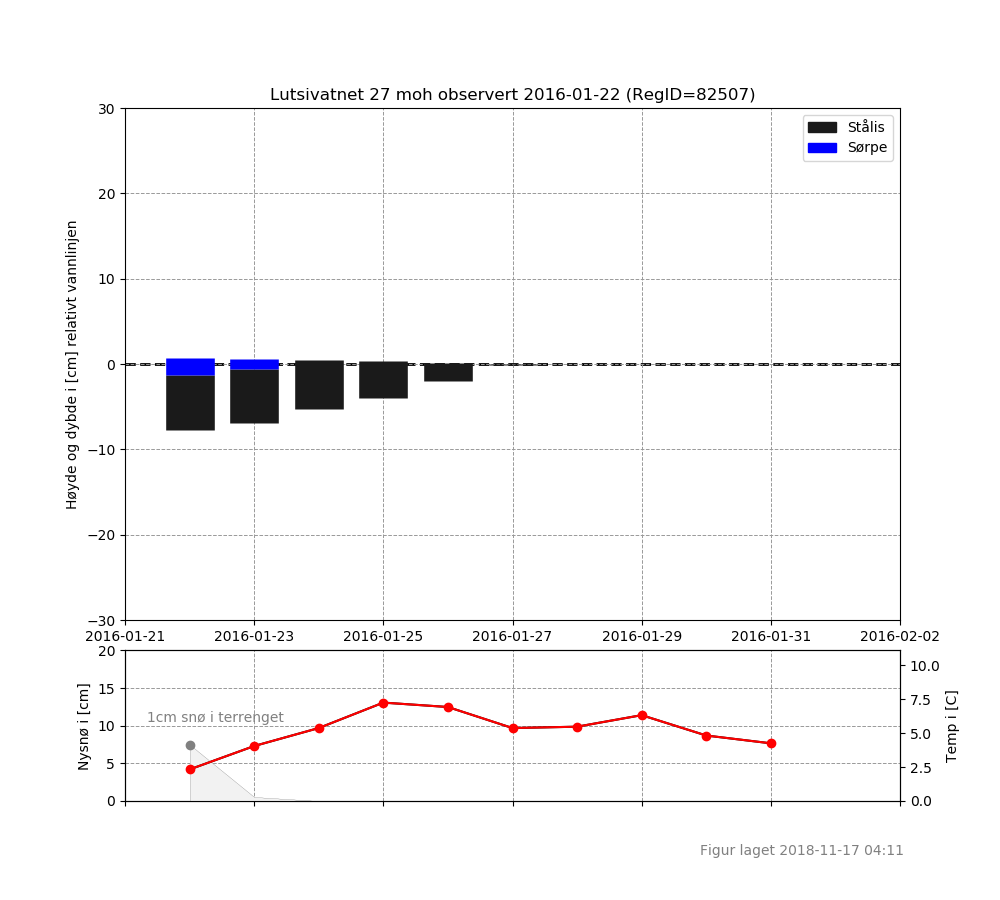 Lutsivatnet 27 moh observert 2016-01-22 (RegID=82507)
Stålis
Sørpe
Høyde og dybde i [cm] relativt vannlinjen
30
20
10
0
−10
−20
−30
2016-01-21 2016-01-23 2016-01-25 2016-01-27 2016-01-29 2016-01-31 2016-02-02
Nysnø i [cm]
20
15
10
5
0
1cm snø i terrenget
10.0
7.5
5.0
2.5
0.0
Temp i [C]
Figur laget 2018-11-17 04:11